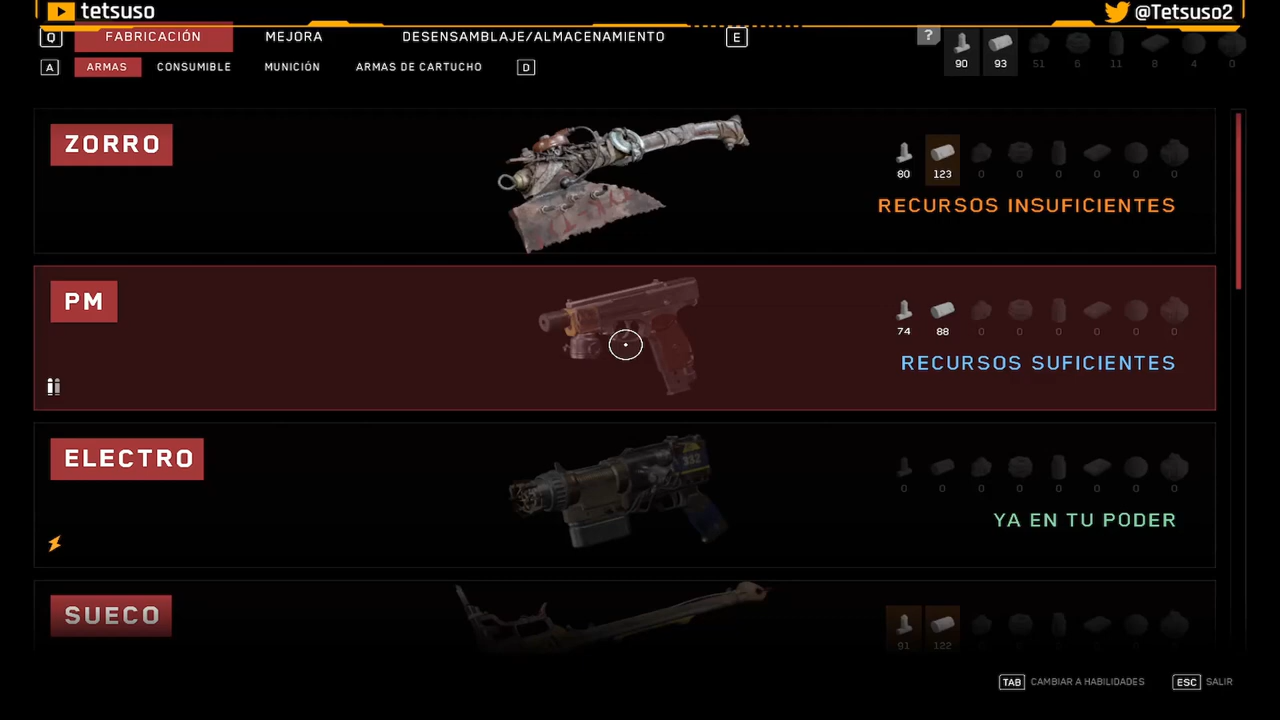 tetsuso
@Tetsuso2
Q FABRICACIÓN MEJORA DESENSAMBLAJE/ALMACENAMIENTO E
?
90 93 51 6 11 8 4 0
A ARMAS CONSUMIBLE MUNICIÓN ARMAS DE CARTUCHO D
ZORRO
80 123 0 0 0 0 0 0
RECURSOS INSUFICIENTES
PM
74 88 0 0 0 0 0 0
RECURSOS SUFICIENTES
ELECTRO
332
0 0 0 0 0 0 0 0
YA EN TU PODER
SUECO
91 122 0 0 0 0 0 0
TAB CAMBIAR A HABILIDADES ESC SALIR